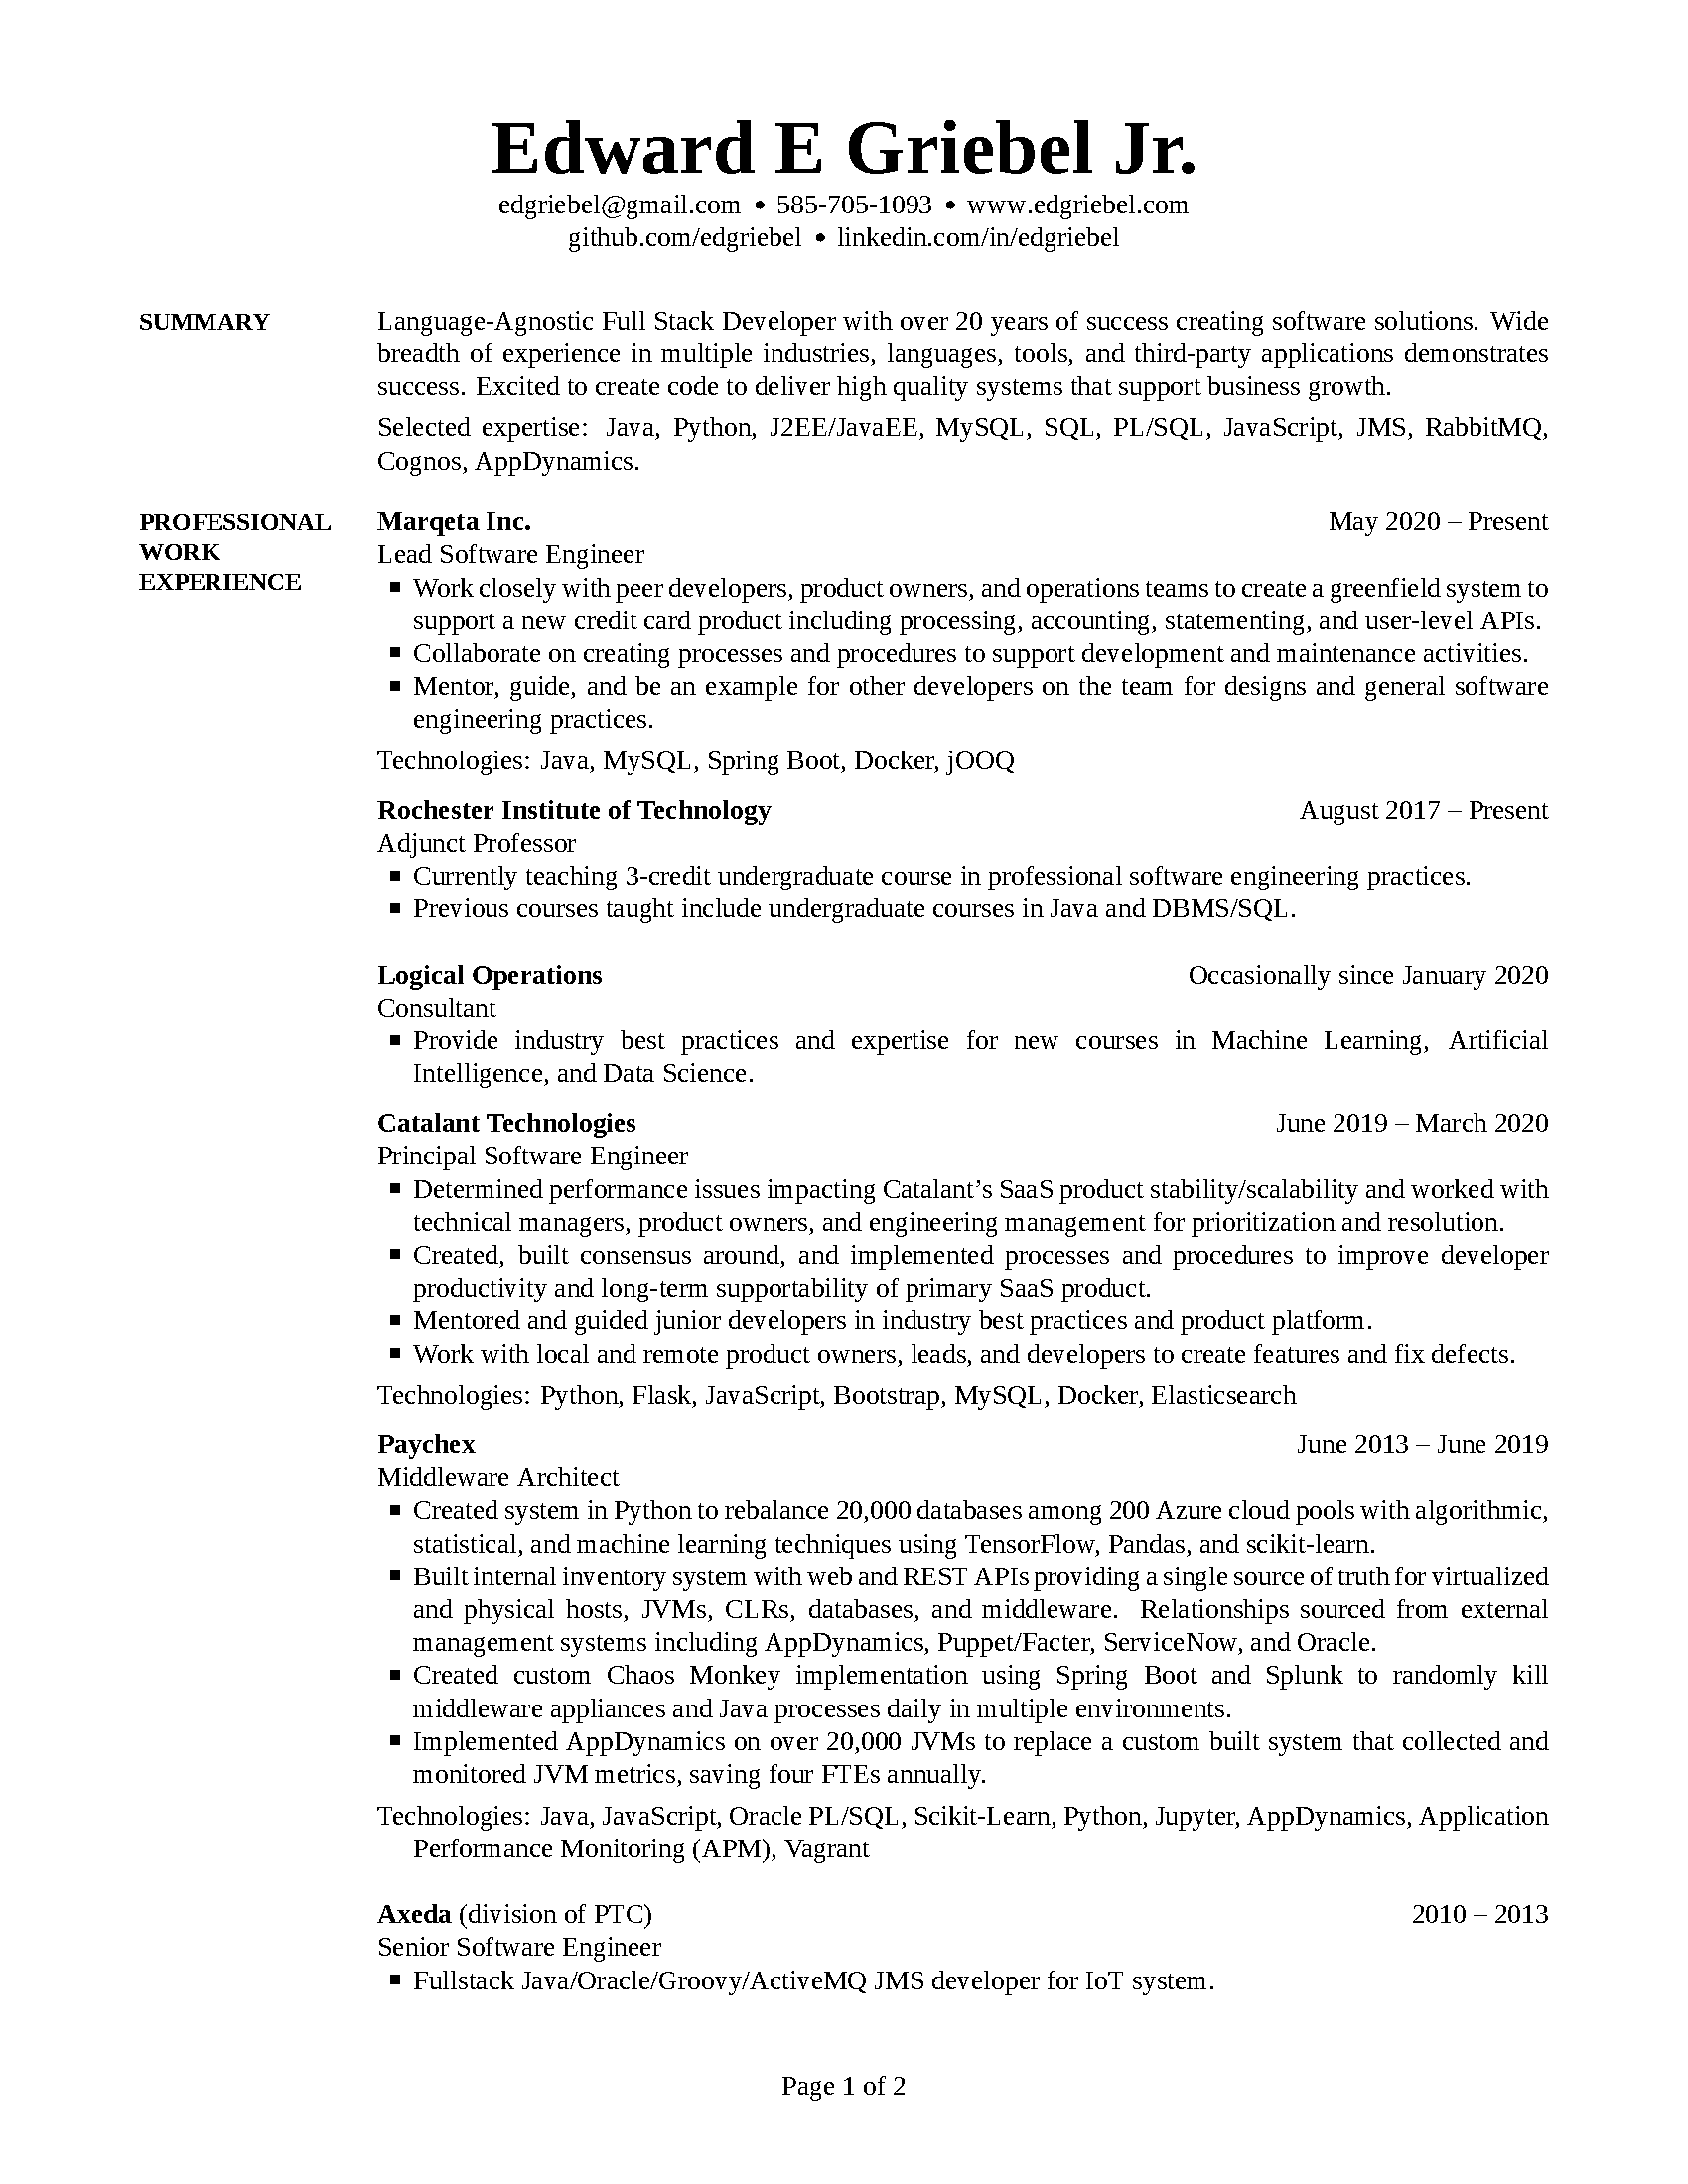 Edward E Griebel Jr.
edgriebel@gmail.com • 585-705-1093 • www.edgriebel.com
github.com/edgriebel • linkedin.com/in/edgriebel
SUMMARY
Language-Agnostic Full Stack Developer with over 20 years of success creating software solutions. Wide
breadth of experience in multiple industries, languages, tools, and third-party applications demonstrates
success. Excited to create code to deliver high quality systems that support business growth.
Selected expertise: Java, Python, J2EE/JavaEE, MySQL, SQL, PL/SQL, JavaScript, JMS, RabbitMQ,
Cognos, AppDynamics.
PROFESSIONAL
WORK
EXPERIENCE
Marqeta Inc. May 2020 – Present
Lead Software Engineer
▪ Work closely with peer developers, product owners, and operations teams to create a greenfield system to
support a new credit card product including processing, accounting, statementing, and user-level APIs.
▪ Collaborate on creating processes and procedures to support development and maintenance activities.
▪ Mentor, guide, and be an example for other developers on the team for designs and general software
engineering practices.
Technologies: Java, MySQL, Spring Boot, Docker, jOOQ
Rochester Institute of Technology August 2017 – Present
Adjunct Professor
▪ Currently teaching 3-credit undergraduate course in professional software engineering practices.
▪ Previous courses taught include undergraduate courses in Java and DBMS/SQL.
Logical Operations Occasionally since January 2020
Consultant
▪ Provide industry best practices and expertise for new courses in Machine Learning, Artificial
Intelligence, and Data Science.
Catalant Technologies June 2019 – March 2020
Principal Software Engineer
▪ Determined performance issues impacting Catalant’s SaaS product stability/scalability and worked with
technical managers, product owners, and engineering management for prioritization and resolution.
▪ Created, built consensus around, and implemented processes and procedures to improve developer
productivity and long-term supportability of primary SaaS product.
▪ Mentored and guided junior developers in industry best practices and product platform.
▪ Work with local and remote product owners, leads, and developers to create features and fix defects.
Technologies: Python, Flask, JavaScript, Bootstrap, MySQL, Docker, Elasticsearch
Paychex June 2013 – June 2019
Middleware Architect
▪ Created system in Python to rebalance 20,000 databases among 200 Azure cloud pools with algorithmic,
statistical, and machine learning techniques using TensorFlow, Pandas, and scikit-learn.
▪ Built internal inventory system with web and REST APIs providing a single source of truth for virtualized
and physical hosts, JVMs, CLRs, databases, and middleware. Relationships sourced from external
management systems including AppDynamics, Puppet/Facter, ServiceNow, and Oracle.
▪ Created custom Chaos Monkey implementation using Spring Boot and Splunk to randomly kill
middleware appliances and Java processes daily in multiple environments.
▪ Implemented AppDynamics on over 20,000 JVMs to replace a custom built system that collected and
monitored JVM metrics, saving four FTEs annually.
Technologies: Java, JavaScript, Oracle PL/SQL, Scikit-Learn, Python, Jupyter, AppDynamics, Application
Performance Monitoring (APM), Vagrant
Axeda (division of PTC) 2010 – 2013
Senior Software Engineer
▪ Fullstack Java/Oracle/Groovy/ActiveMQ JMS developer for IoT system.
Page 1 of 2